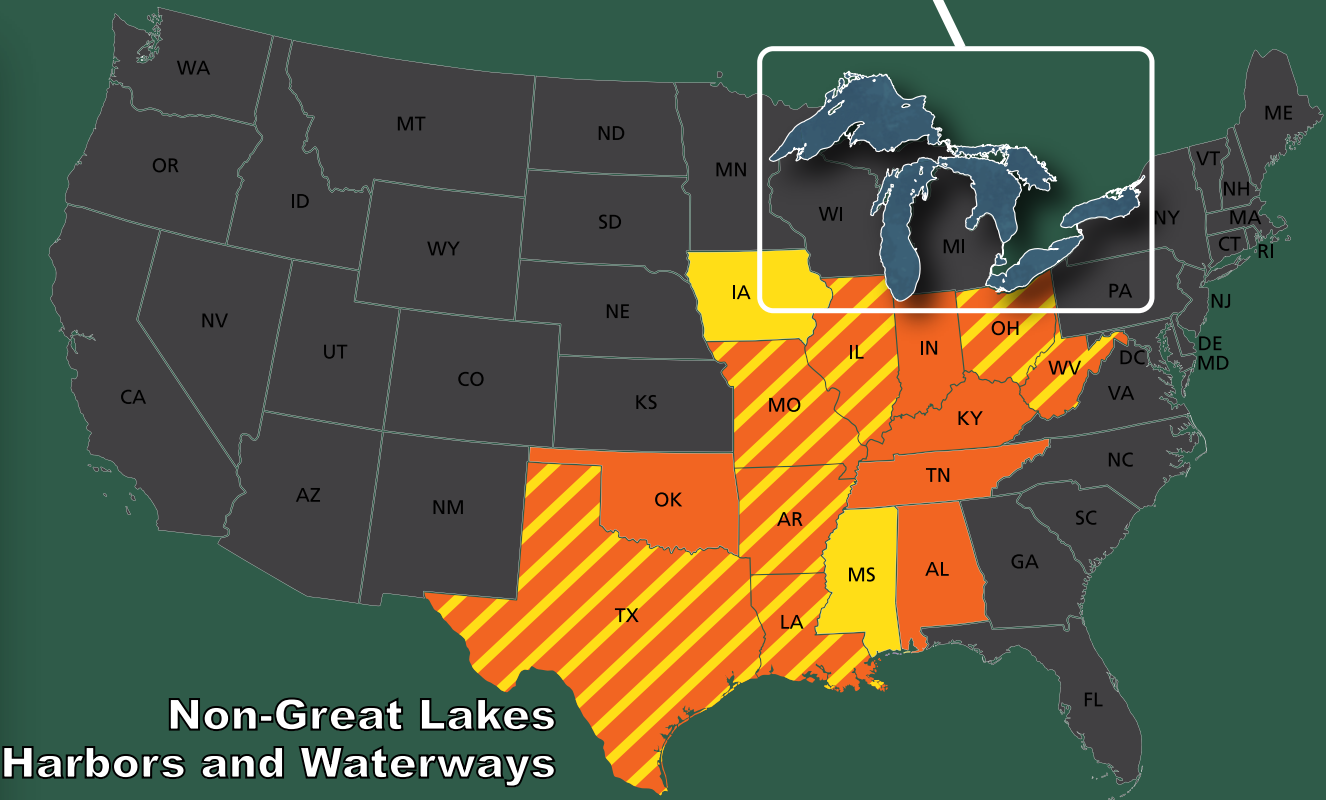 WA
ME
MT
ND
VT
OR
MN
NH
ID
WI
NY
MA
SD
MI
CT
RI
WY
IA
PA
NJ
NE
NV
OH
DE
UT
IL
IN
DC
MD
WV
CO
VA
CA
KS
MO
KY
NC
TN
AZ
OK
NM
AR
SC
GA
MS
AL
TX
LA
FL
Non-Great Lakes
Harbors and Waterways